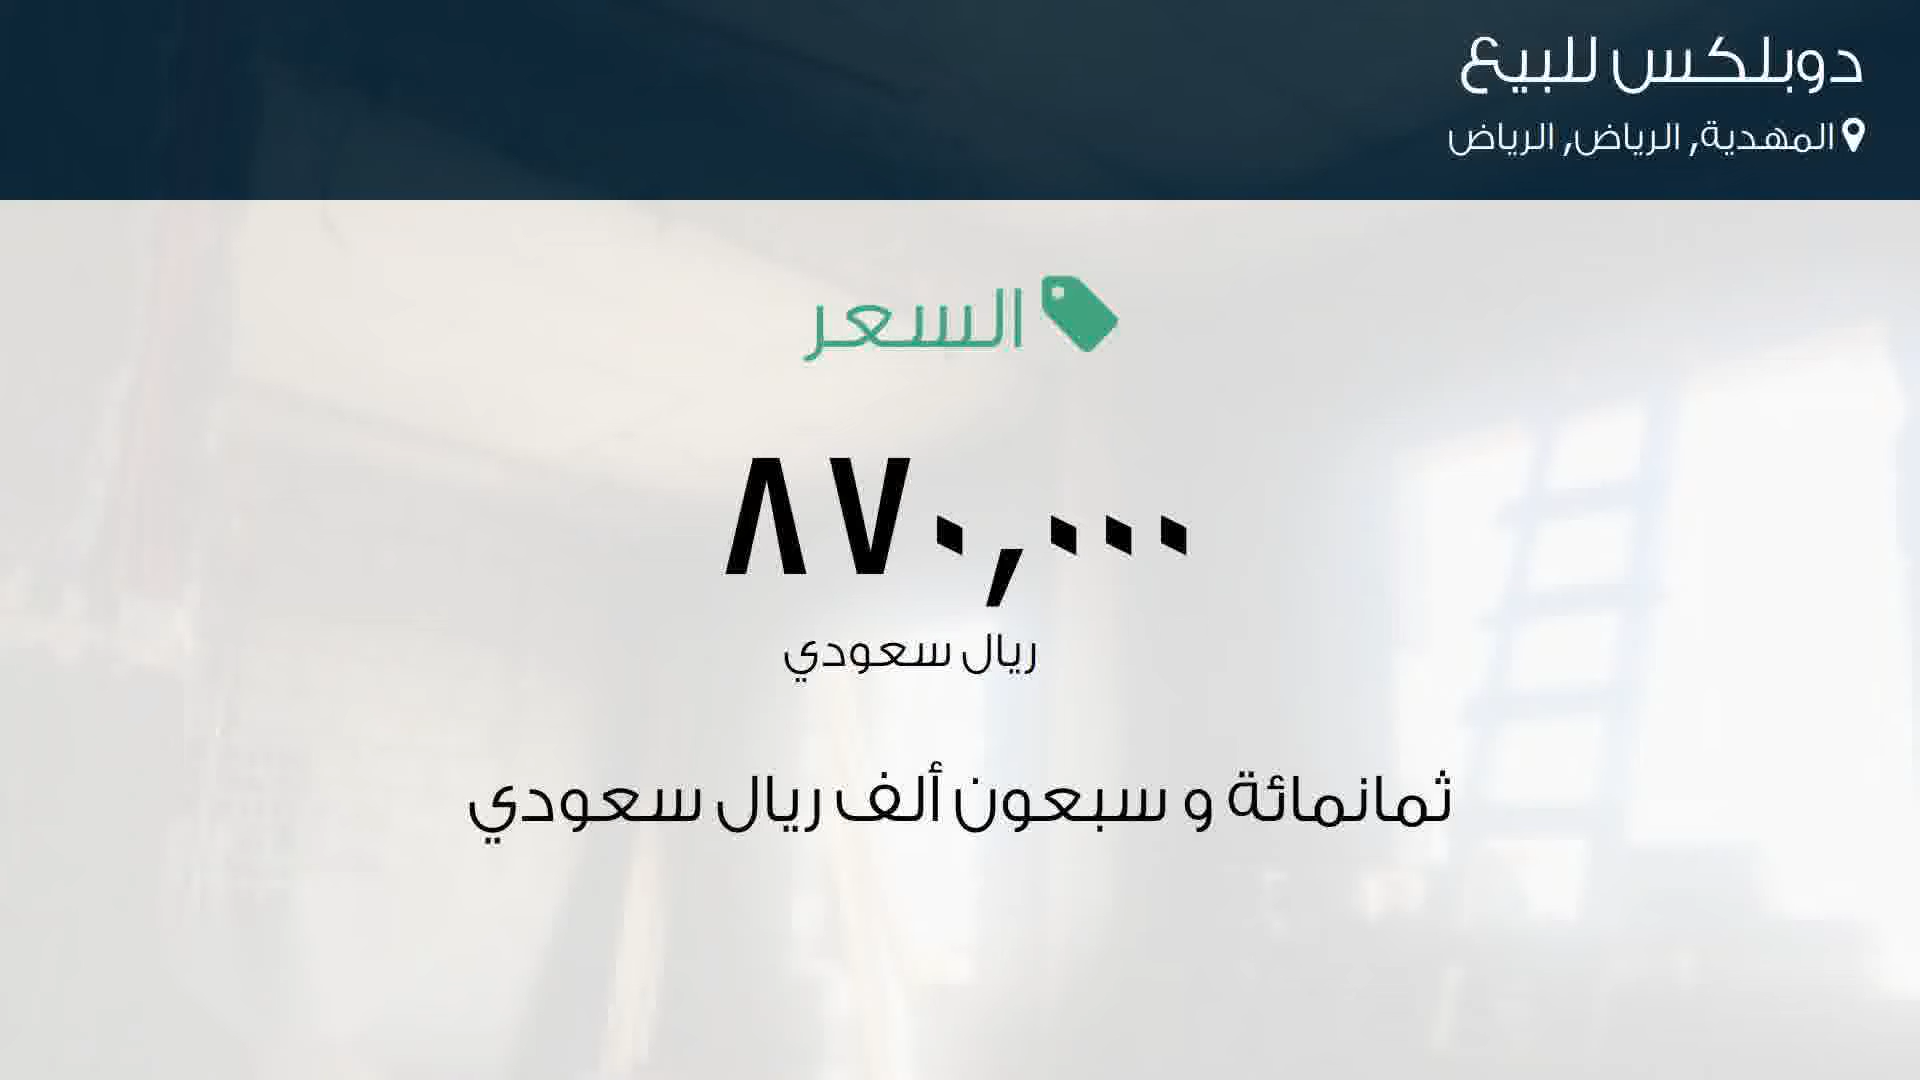 دوبلكس للبيع
المهدية, الرياض, الرياض
السعر
٨٧٠,٠٠٠
ريال سعودي
ثمانمائة و سبعون ألف ريال سعودي